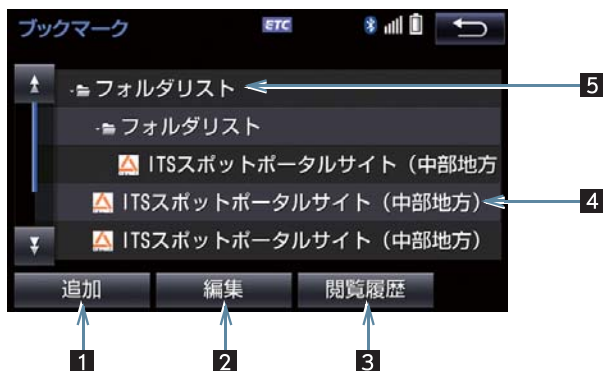 ブックマーク ETC
フォルダリスト 5
フォルダリスト
ITSスポットポータルサイト（中部地方
ITSスポットポータルサイト（中部地方） 4
ITSスポットポータルサイト（中部地方）
追加 編集 閲覧履歴
1 2 3